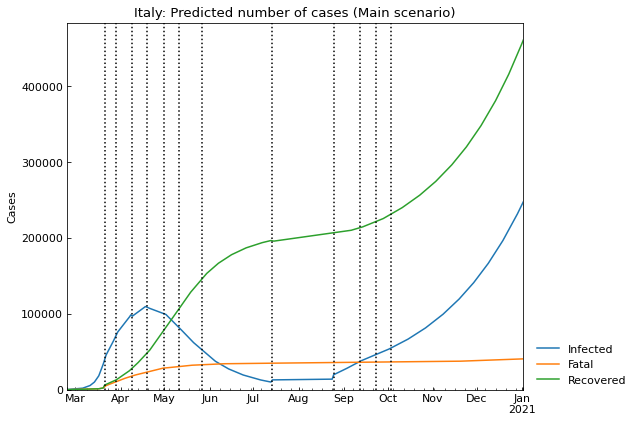 Italy: Predicted number of cases (Main scenario)
400000
300000
200000
100000
0
Cases
Mar Apr May Jun Jul Aug Sep Oct Nov Dec Jan
2021
Infected
Fatal
Recovered